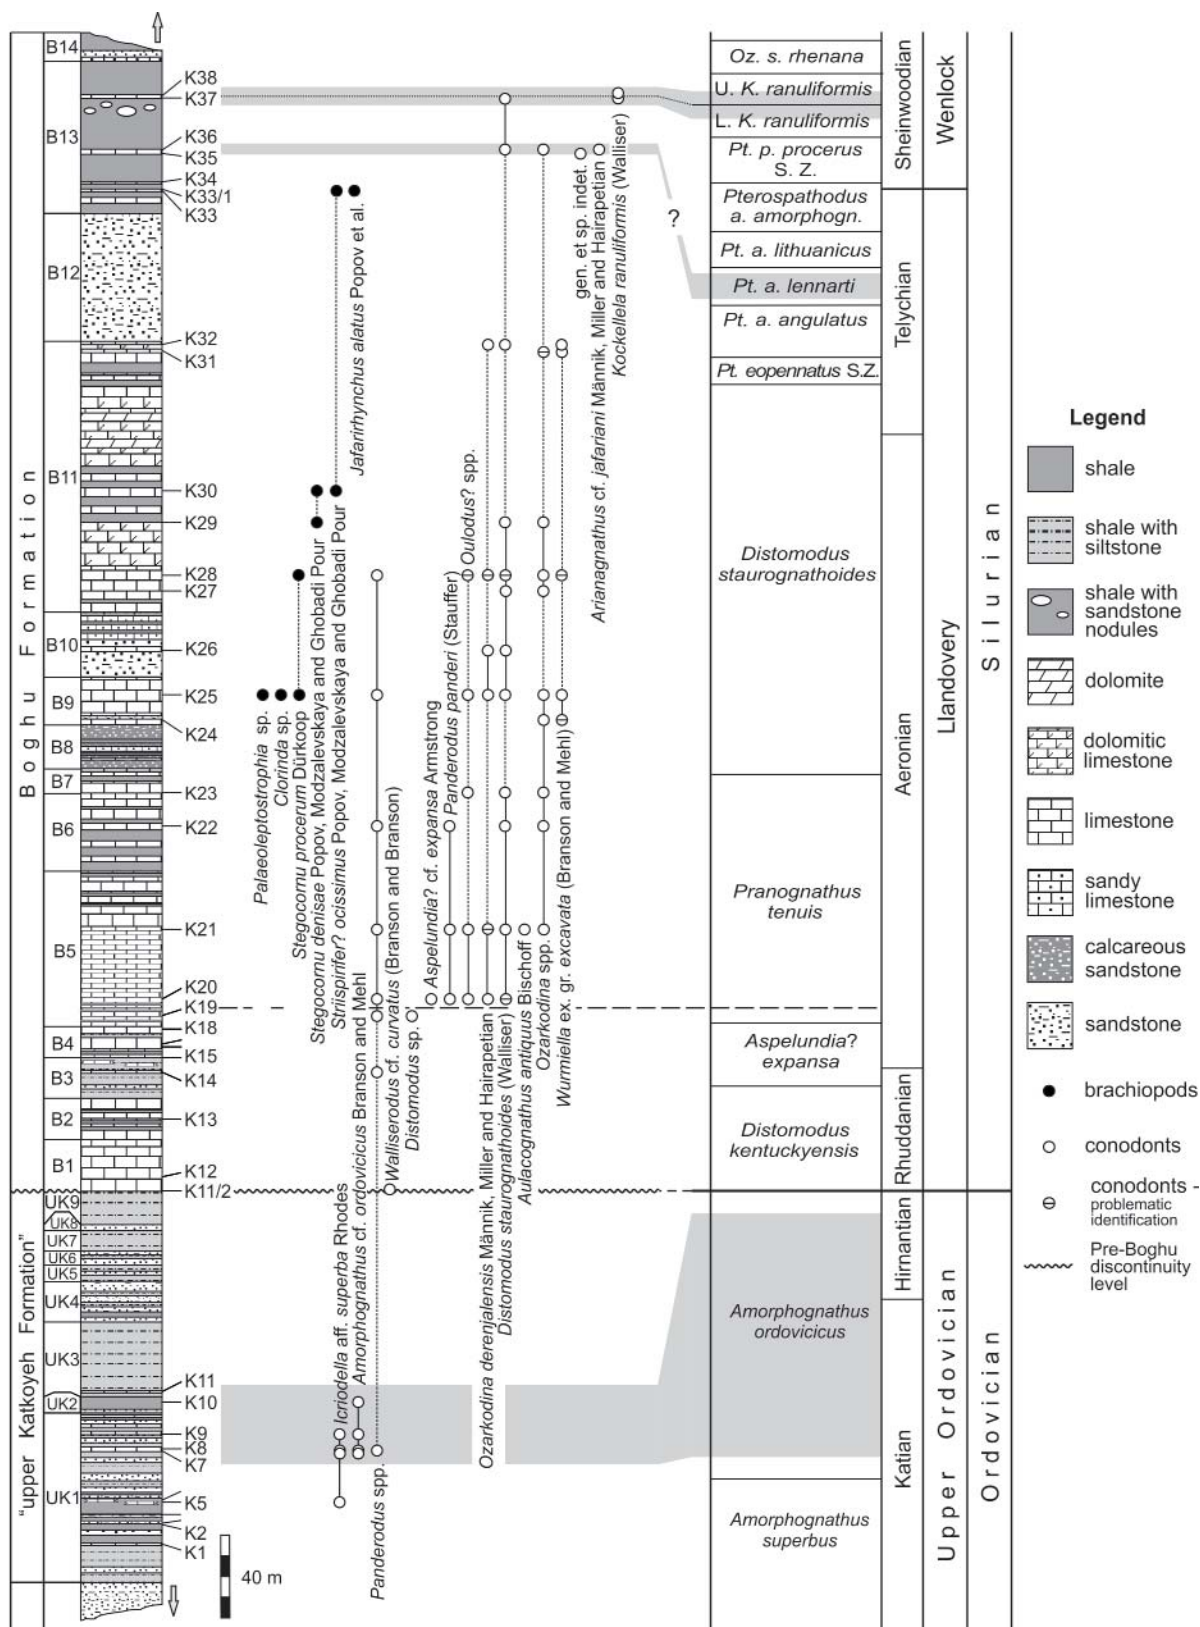 Boghu Formation
"upper Katkoyeh Formation"
B14
B13
B12
B11
B10
B9
B8
B7
B6
B5
B4
B3
B2
B1
UK9
UK8
UK7
UK6
UK5
UK4
UK3
UK2
UK1
K38
K37
K36
K35
K34
K33/1
K33
K32
K31
K30
K29
K28
K27
K26
K25
K24
K23
K22
K21
K20
K19
K18
K15
K14
K13
K12
K11/2
K11
K10
K9
K8
K7
K5
K2
K1
40 m
Palaeoleptostrophia sp.
Clorinda sp.
Stegocornu procerum Dürkoop
Stegocornu denisae Popov, Modzalevskaya and Ghobadi Pour
Striispirifer? ocissimus Popov, Modzalevskaya and Ghobadi Pour
Jafarirhynchus alatus Popov et al.
Icriodella aff. superba Rhodes
Amorphognathus cf. ordovicicus Branson and Mehl
Panderodus spp.
Walliserodus cf. curvatus (Branson and Branson)
Distomodus sp.
Aspelundia? cf. expansa Armstrong
Panderodus panderi (Stauffer)
Oulodus? spp.
Ozarkodina derenjalensis Männik, Miller and Hairapetian
Distomodus staurognathoides (Walliser)
Aulacognathus antiquus Bischoff
Ozarkodina spp.
Wurmiella ex. gr. excavata (Branson and Mehl)
gen. et sp. indet.
Arianagnathus cf. jafariani Männik, Miller and Hairapetian
Kockellela ranuliformis (Walliser)
?
Oz. s. rhenana
U. K. ranuliformis
L. K. ranuliformis
Pt. p. procerus
S. Z.
Pterospathodus
a. amorphogn.
Pt. a. lithuanicus
Pt. a. lennarti
Pt. a. angulatus
Pt. eopennatus S.Z.
Distomodus
staurognathoides
Pranognathus
tenuis
Aspelundia?
expansa
Distomodus
kentuckyensis
Amorphognathus
ordovicicus
Amorphognathus
superbus
Sheinwoodian
Telychian
Aeronian
Rhuddanian
Hirnantian
Katian
Wenlock
Llandovery
Upper Ordovician
Silurian
Ordovician
Legend
shale
shale with
siltstone
shale with
sandstone
nodules
dolomite
dolomitic
limestone
limestone
sandy
limestone
calcareous
sandstone
sandstone
brachiopods
conodonts
conodonts -
problematic
identification
Pre-Boghu
discontinuity
level